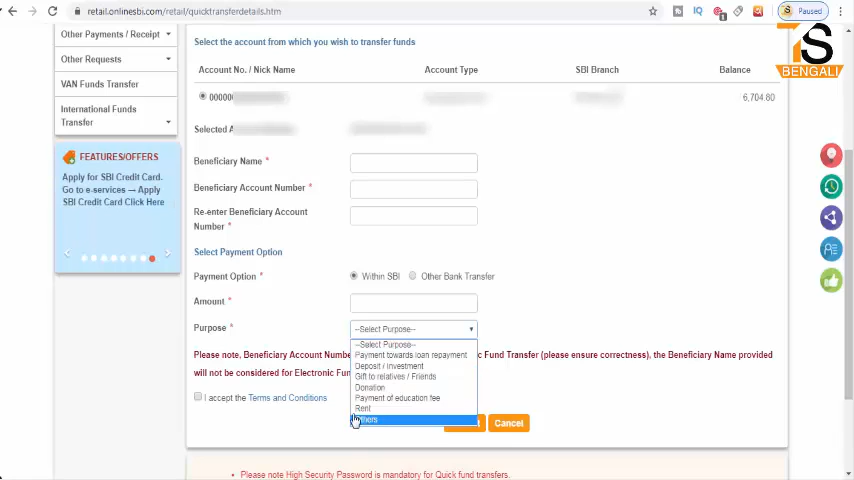 retail.onlinesbi.com/retail/quicktransferdetails.htm
IQ
S
Paused
Other Payments / Receipt
Other Requests
VAN Funds Transfer
International Funds
Transfer
FEATURES/OFFERS
Apply for SBI Credit Card.
Go to e-services → Apply
SBI Credit Card Click Here
Select the account from which you wish to transfer funds
Account No. / Nick Name Account Type SBI Branch Balance
00000 6,704.80
Selected A
Beneficiary Name *
Beneficiary Account Number *
Re-enter Beneficiary Account
Number *
Select Payment Option
Payment Option * Within SBI Other Bank Transfer
Amount *
Purpose * --Select Purpose--
--Select Purpose--
Payment towards loan repayment
Deposit / Investment
Gift to relatives / Friends
Donation
Payment of education fee
Rent
Please note, Beneficiary Account Numbe Fund Transfer (please ensure correctness), the Beneficiary Name provided
will not be considered for Electronic Fun
I accept the Terms and Conditions
Cancel
• Please note High Security Password is mandatory for Quick fund transfers.
BENGALI